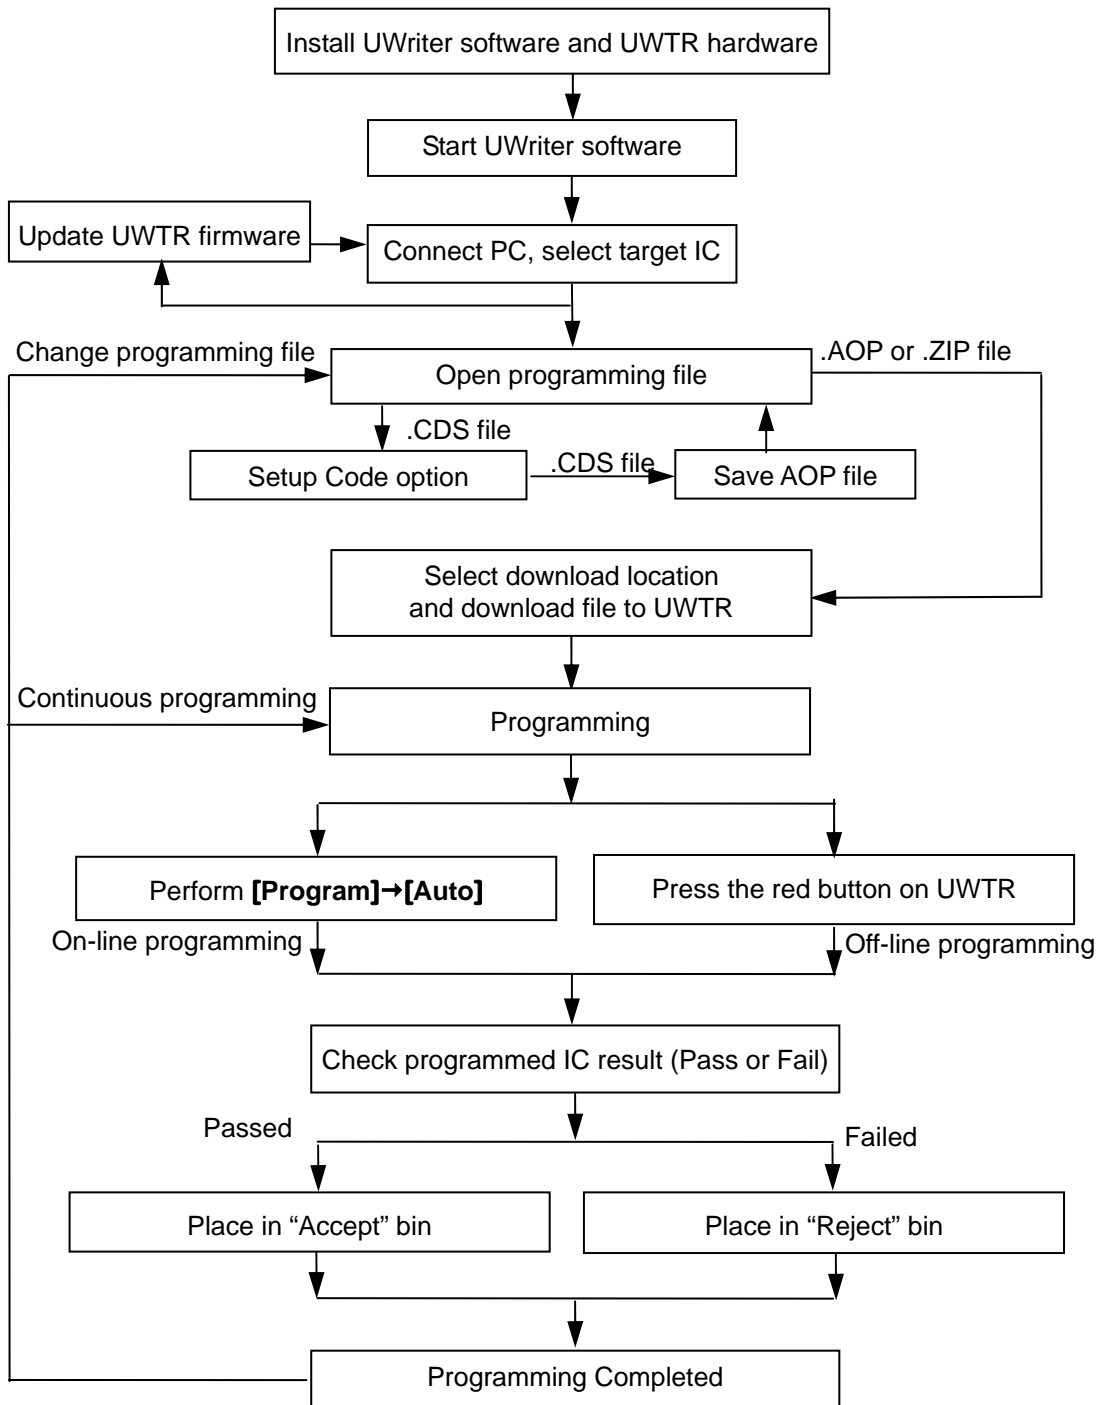 Install UWriter software and UWTR hardware
Start UWriter software
Update UWTR firmware
Connect PC, select target IC
Change programming file
.AOP or .ZIP file
Open programming file
.CDS file
Setup Code option
.CDS file
Save AOP file
Select download location
and download file to UWTR
Continuous programming
Programming
Perform [Program]→[Auto]
Press the red button on UWTR
On-line programming
Off-line programming
Check programmed IC result (Pass or Fail)
Passed
Failed
Place in “Accept” bin
Place in “Reject” bin
Programming Completed